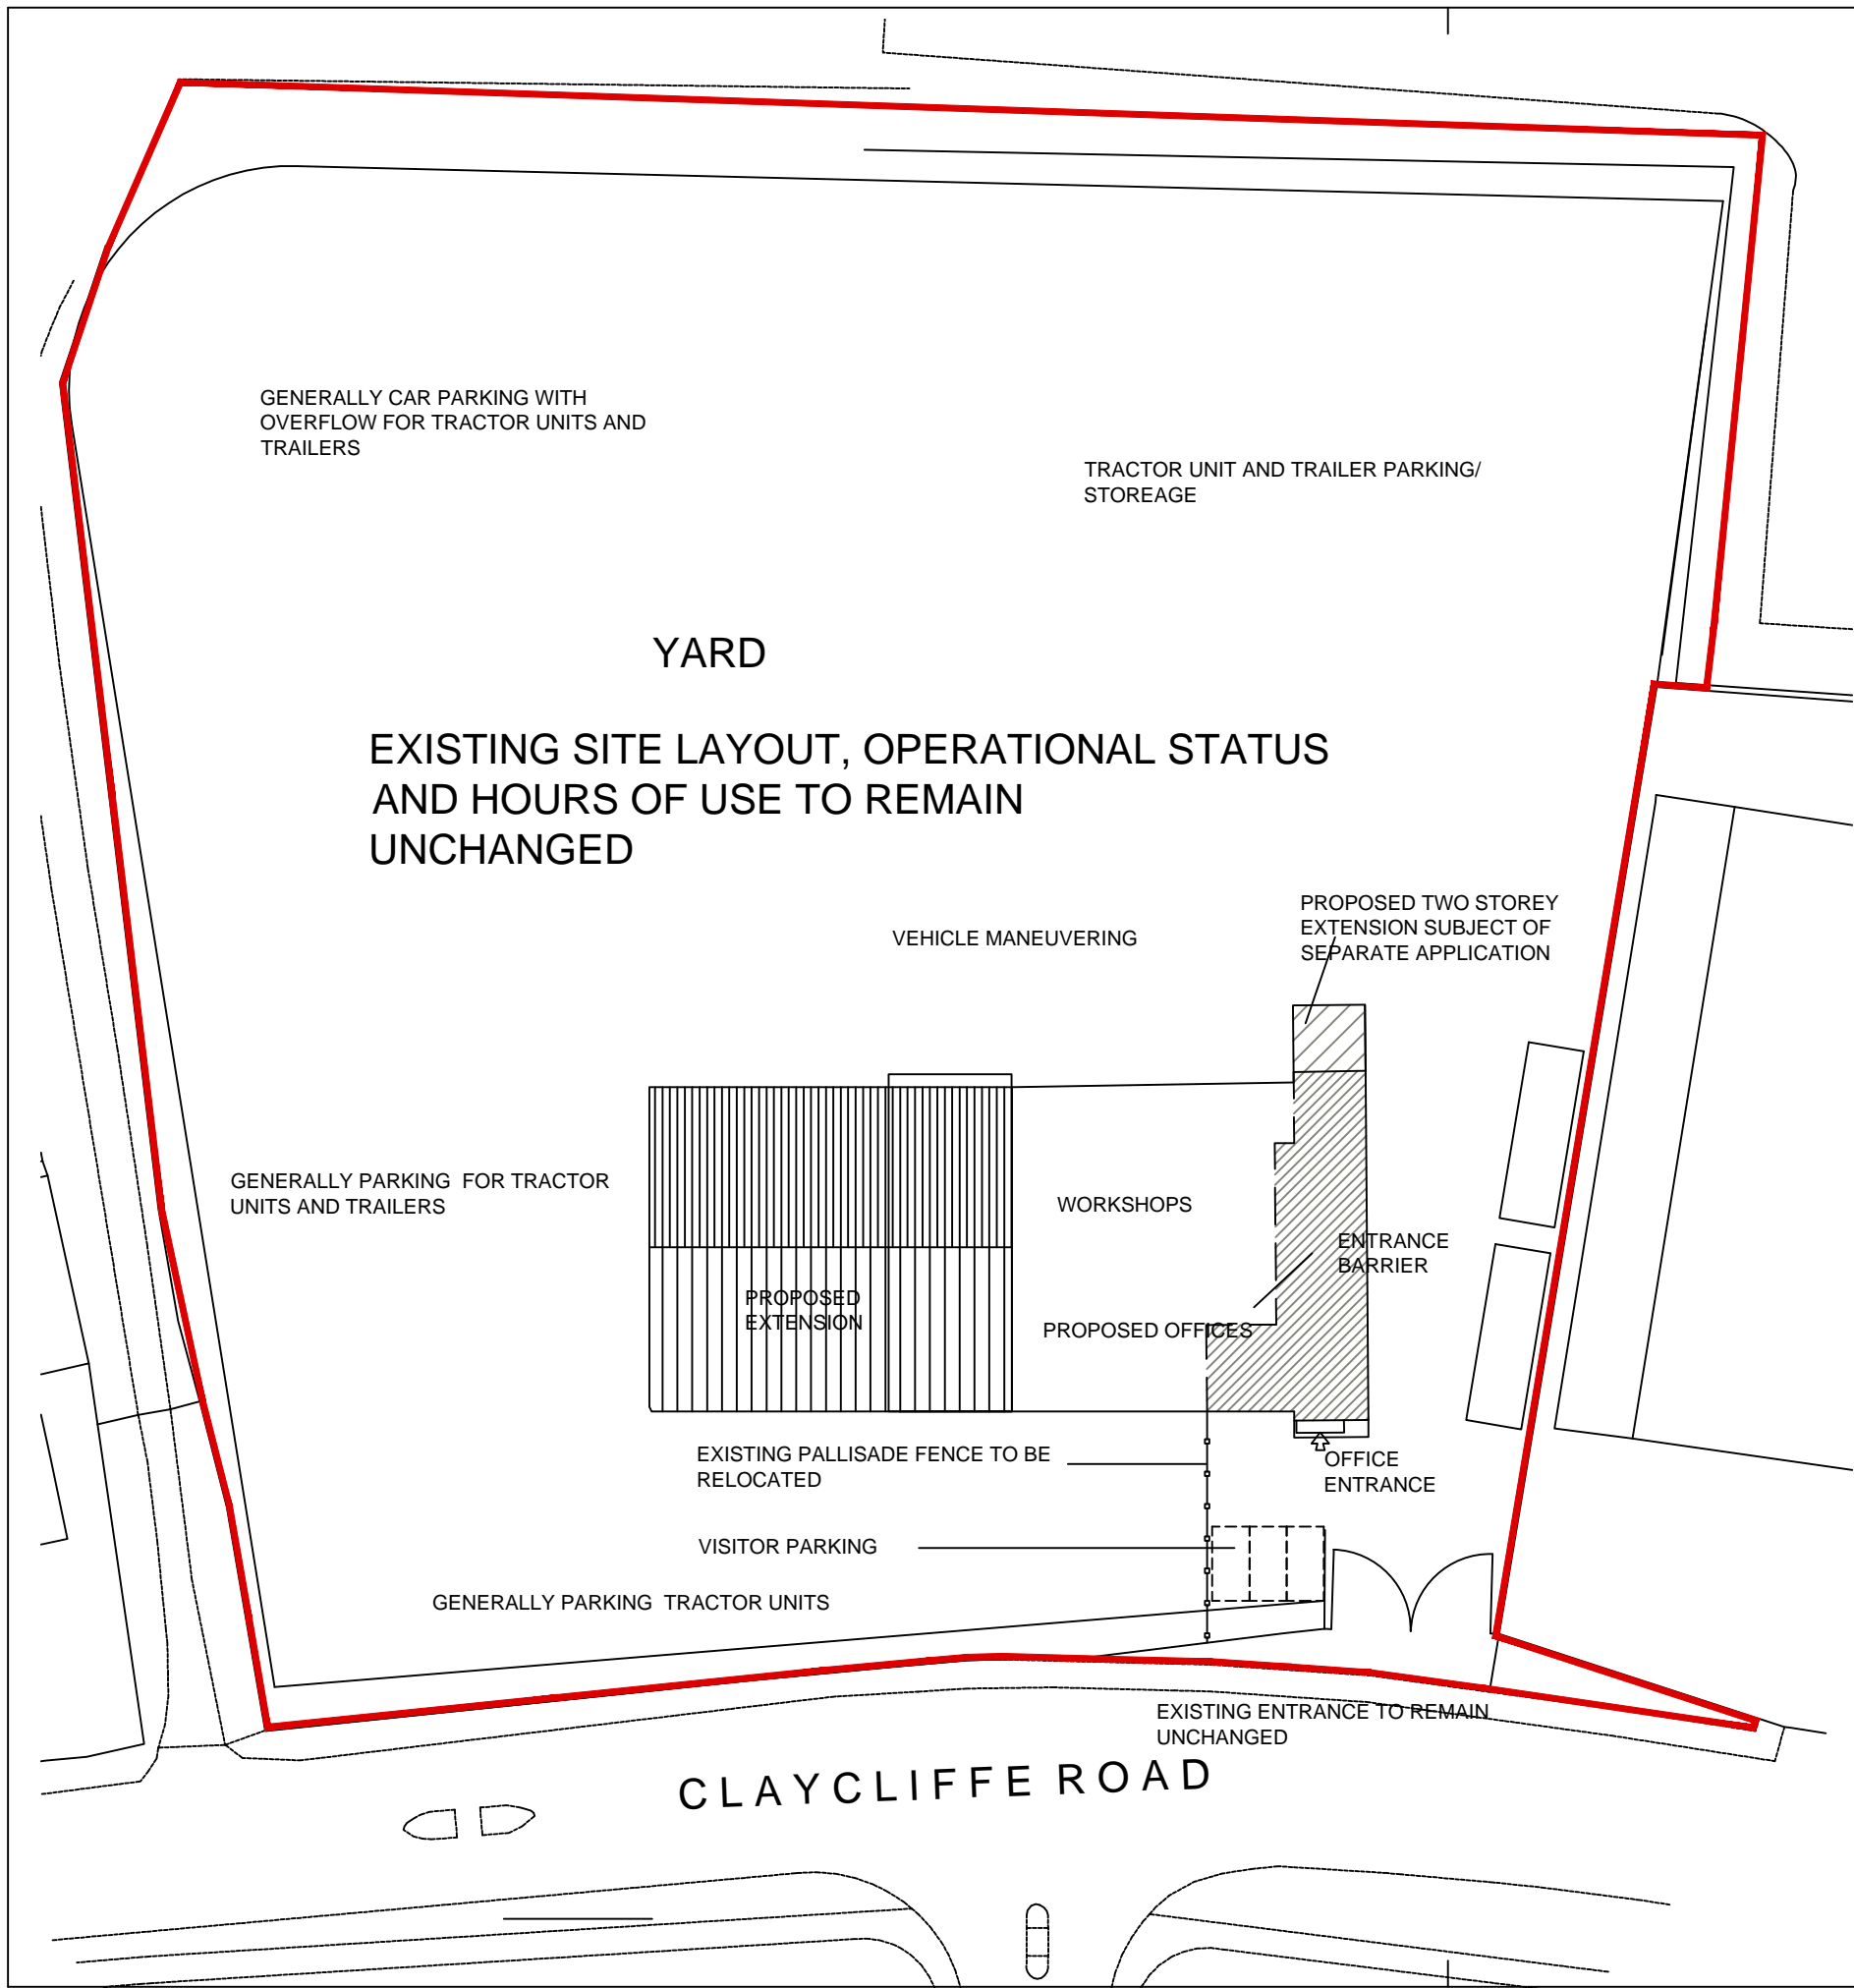 GENERALLY CAR PARKING WITH
OVERFLOW FOR TRACTOR UNITS AND
TRAILERS
TRACTOR UNIT AND TRAILER PARKING/
STOREAGE
YARD
EXISTING SITE LAYOUT, OPERATIONAL STATUS
AND HOURS OF USE TO REMAIN
UNCHANGED
VEHICLE MANEUVERING
PROPOSED TWO STOREY
EXTENSION SUBJECT OF
SEPARATE APPLICATION
GENERALLY PARKING FOR TRACTOR
UNITS AND TRAILERS
WORKSHOPS
ENTRANCE
BARRIER
PROPOSED
EXTENSION
PROPOSED OFFICES
EXISTING PALLISADE FENCE TO BE
RELOCATED
OFFICE
ENTRANCE
VISITOR PARKING
GENERALLY PARKING TRACTOR UNITS
EXISTING ENTRANCE TO REMAIN
UNCHANGED
CLAYCLIFFE ROAD